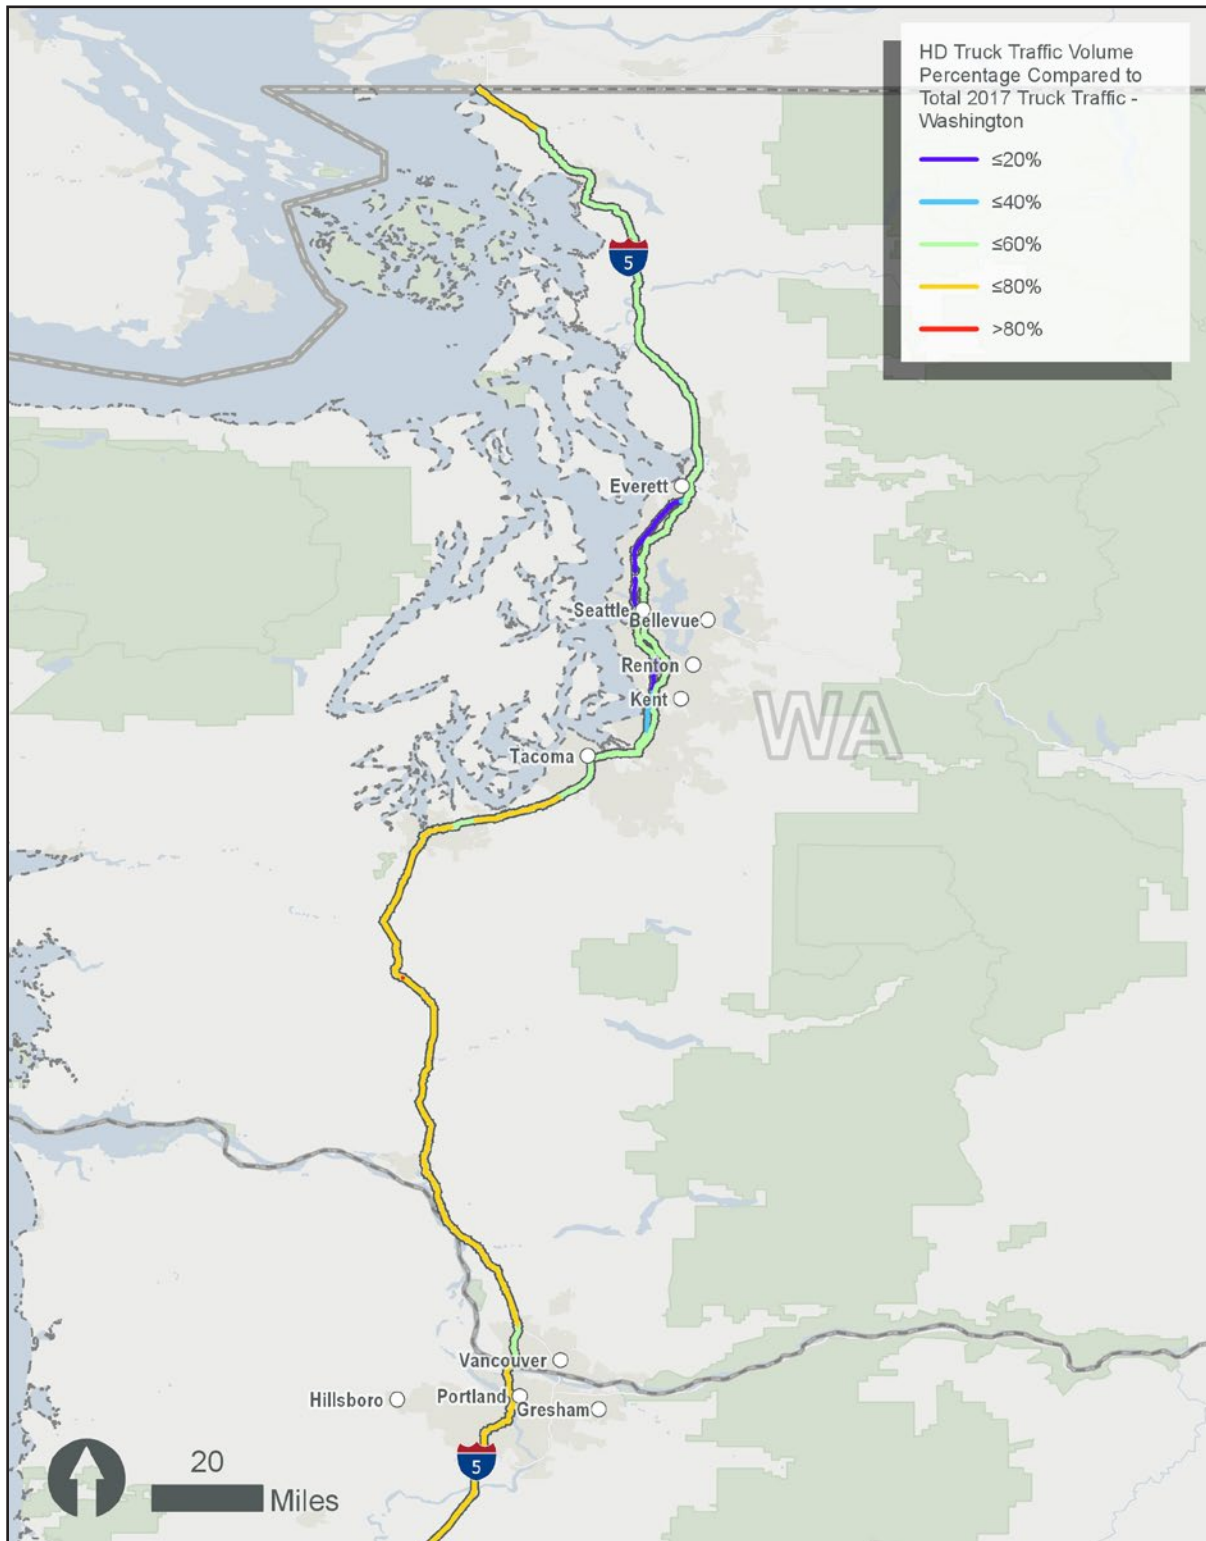 HD Truck Traffic Volume
Percentage Compared to
Total 2017 Truck Traffic -
Washington
≤20%
≤40%
≤60%
≤80%
>80%
5
Everett
Seattle
Bellevue
Renton
Kent
WA
Tacoma
Vancouver
Hillsboro
Portland
Gresham
5
20
Miles